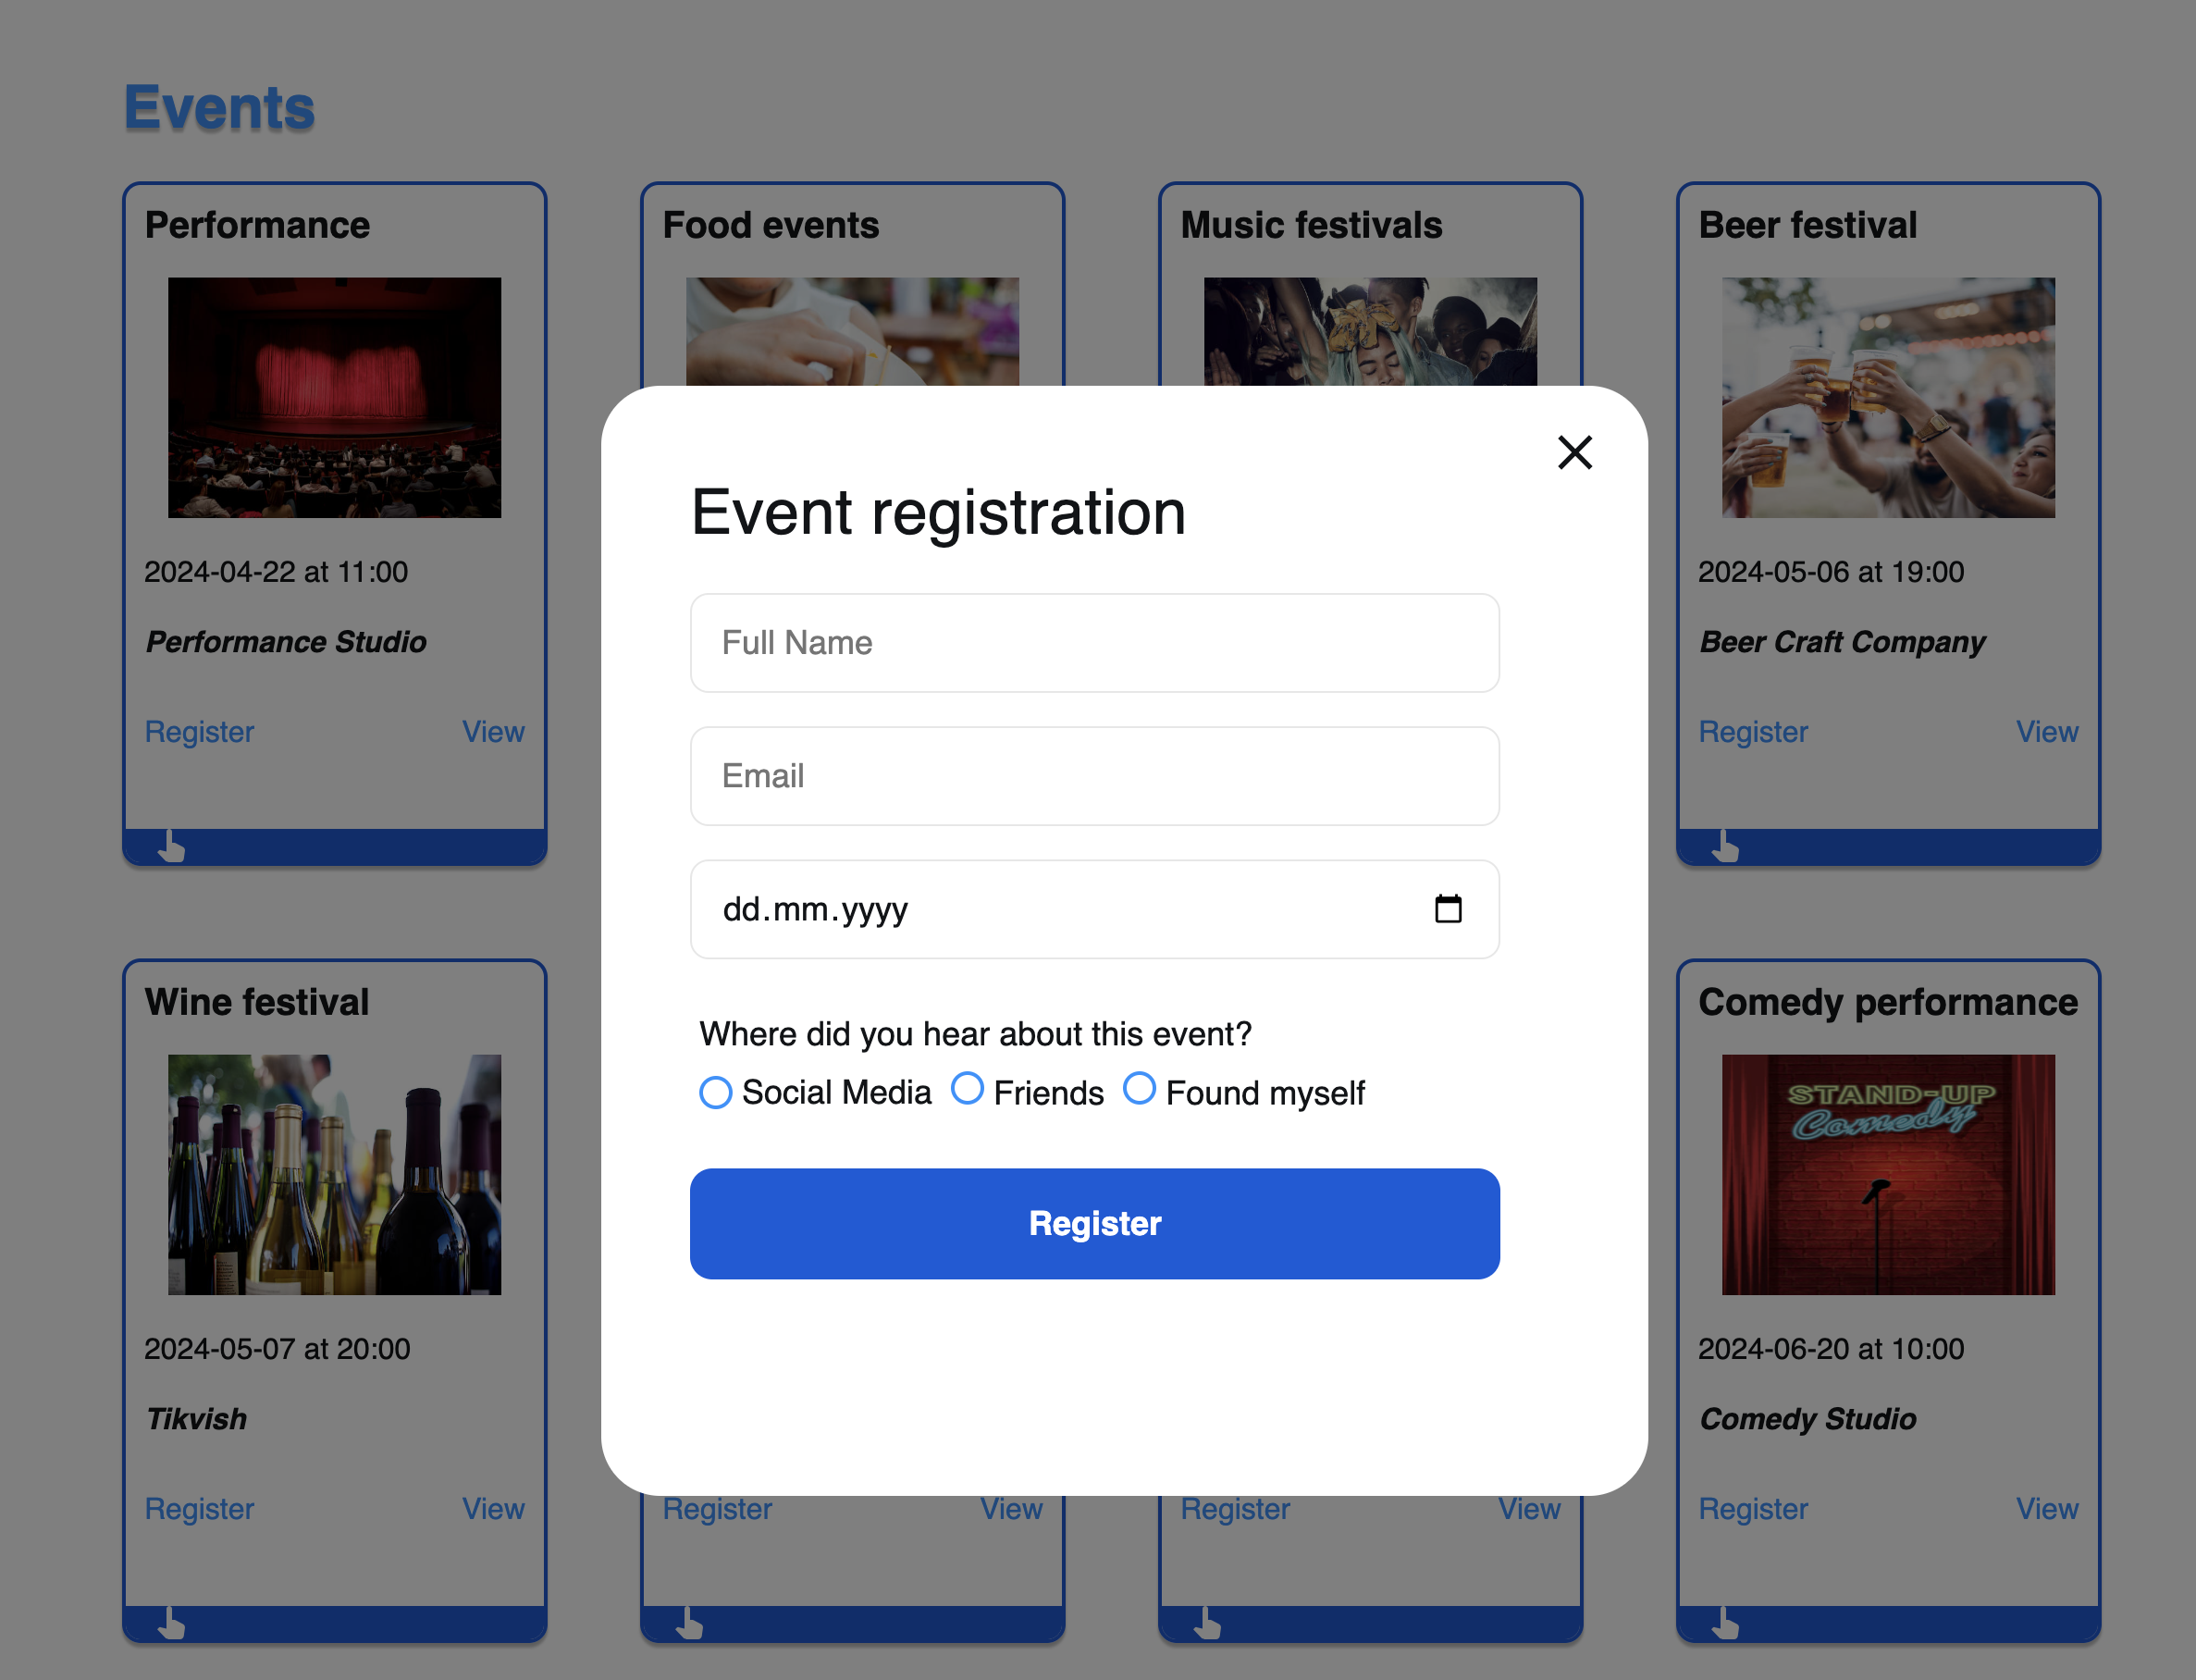 Events
Performance
Food events
Music festivals
Beer festival
2024-04-22 at 11:00
Performance Studio
Register
View
2024-05-06 at 19:00
Beer Craft Company
Register
View
Event registration
Full Name
Email
dd.mm.yyyy
Where did you hear about this event?
Social Media Friends Found myself
Register
Wine festival
2024-05-07 at 20:00
Tikvish
Register
View
Register
View
Register
View
Comedy performance
STAND-UP
Comedy
2024-06-20 at 10:00
Comedy Studio
Register
View